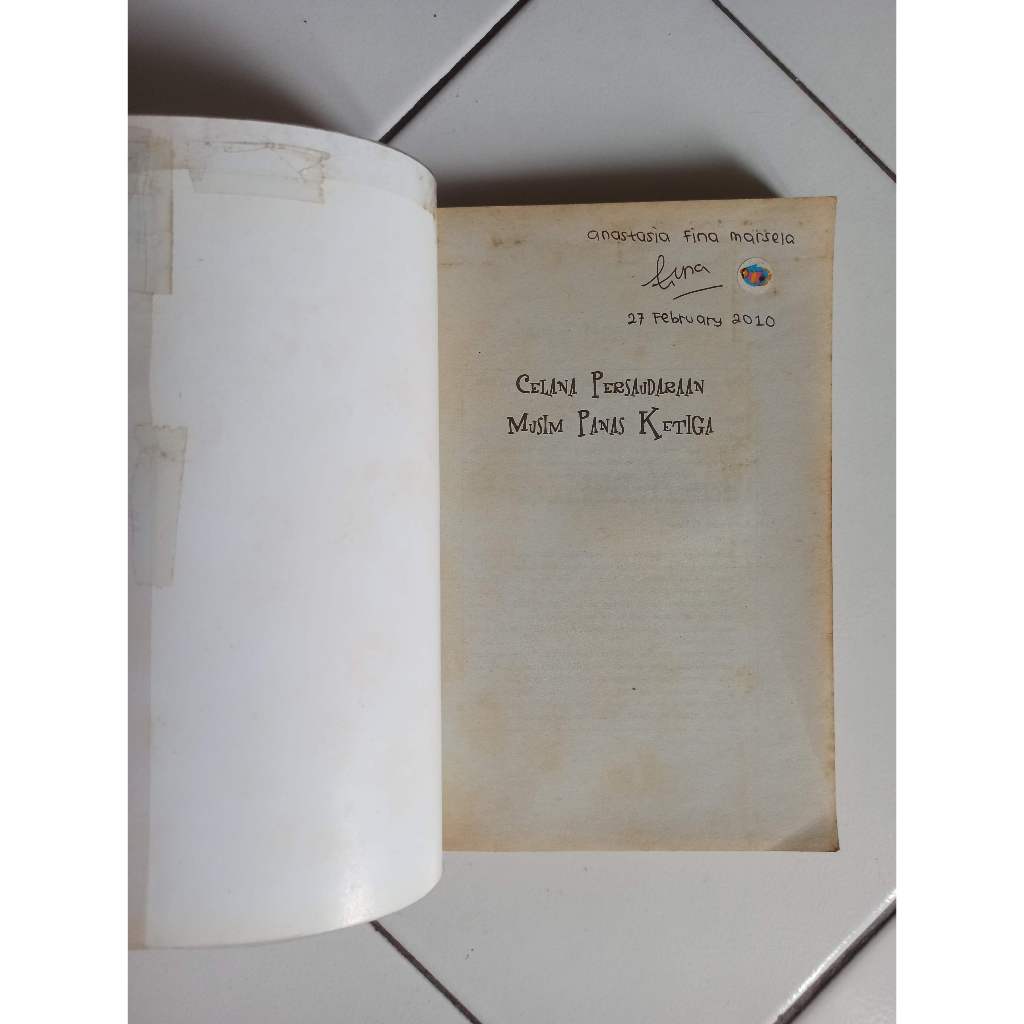 anastasia fina marsela
fina
27 February 2010
Celana Persaudaraan
Musim Panas Ketiga